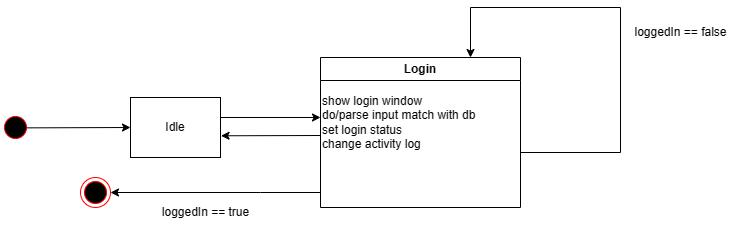 loggedIn == false
Login
show login window
do/parse input match with db
set login status
change activity log
Idle
loggedIn == true